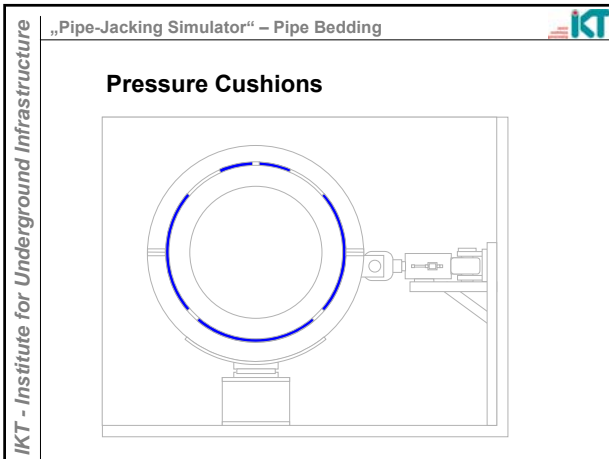 „Pipe-Jacking Simulator“ – Pipe Bedding
IKT
Pressure Cushions
IKT - Institute for Underground Infrastructure